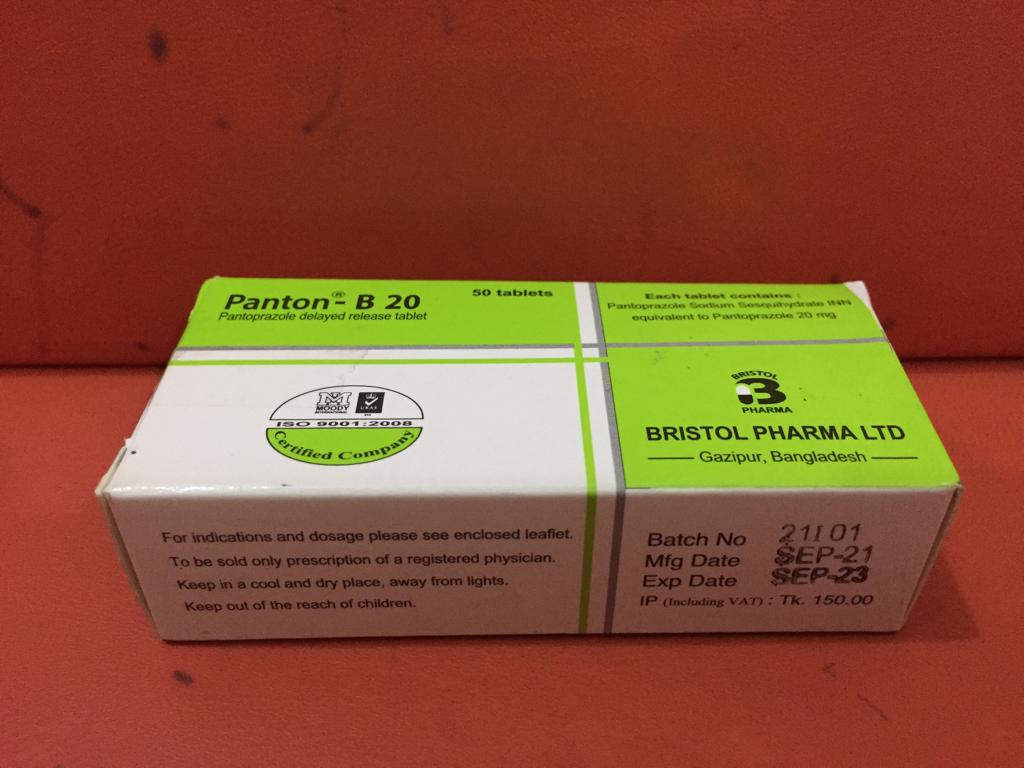 Panton® - B 20
50 tablets
Pantoprazole delayed release tablet
Each tablet contains :
Pantoprazole Sodium Sesquihydrate INN
equivalent to Pantoprazole 20 mg
MOODY
INTERNATIONAL
UKAS
ISO 9001:2008
Certified Company
BRISTOL
B
PHARMA
BRISTOL PHARMA LTD
Gazipur, Bangladesh
For indications and dosage please see enclosed leaflet.
To be sold only prescription of a registered physician.
Keep in a cool and dry place, away from lights.
Keep out of the reach of children.
Batch No 21I01
Mfg Date SEP-21
Exp Date SEP-23
IP (Including VAT) : Tk. 150.00